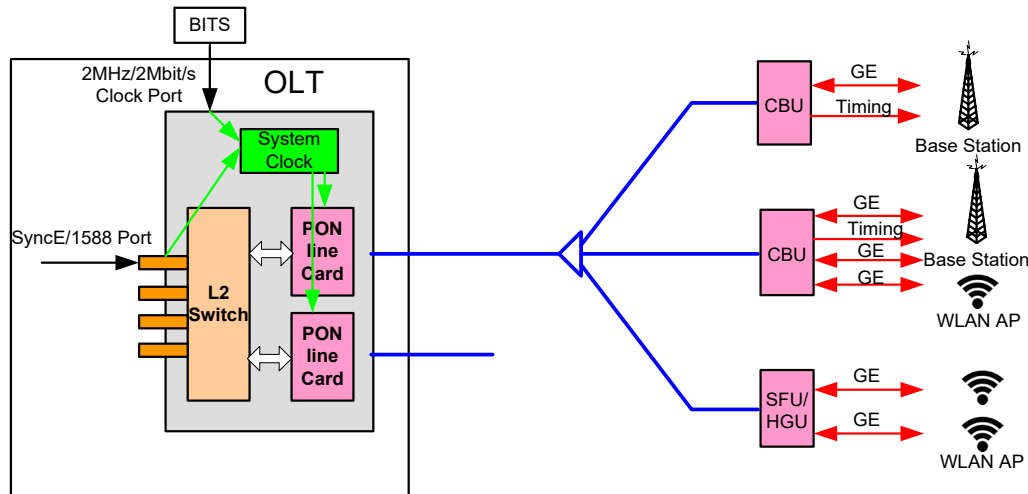 BITS
2MHz/2Mbit/s
Clock Port
OLT
System
Clock
SyncE/1588 Port
L2
Switch
PON
line
Card
PON
line
Card
CBU
GE
Timing
Base Station
CBU
GE
Timing
GE
GE
Base Station
WLAN AP
SFU/
HGU
GE
GE
WLAN AP